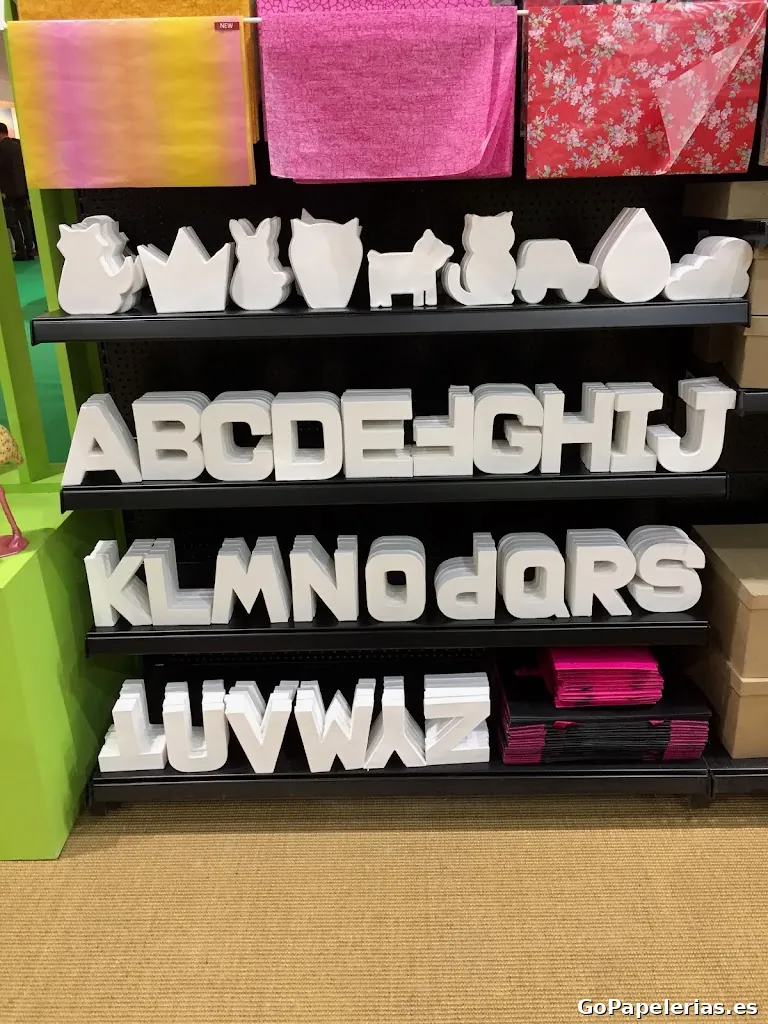 NEW
ABCDEFGHIJ
KLMNOPQRS
TUVWYZ
GoPapelerias.es